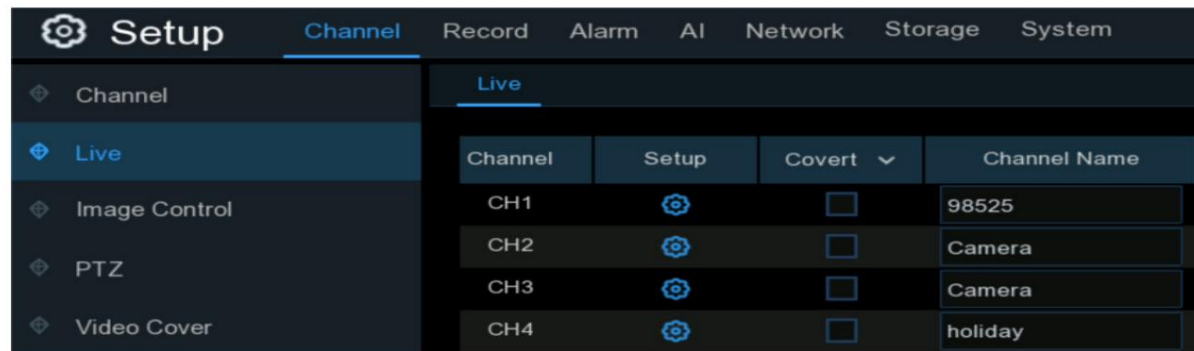 Setup Channel Record Alarm AI Network Storage System
Channel
Live
Image Control
PTZ
Video Cover
Live
Channel Setup Covert Channel Name
CH1 98525
CH2 Camera
CH3 Camera
CH4 holiday